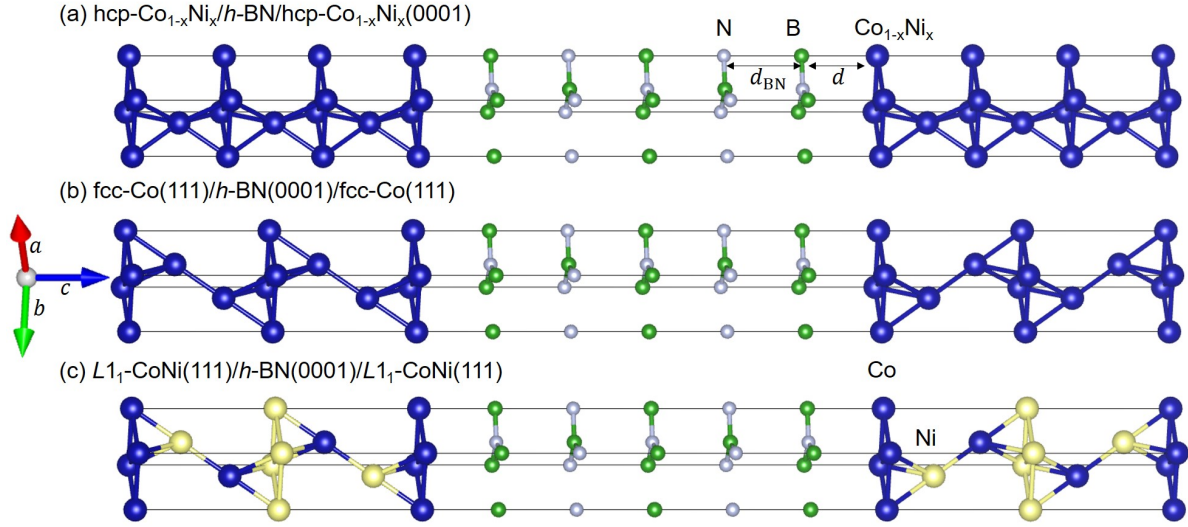 (a) hcp-Co₁₋ₓNiₓ/h-BN/hcp-Co₁₋ₓNiₓ(0001)
N B Co₁₋ₓNiₓ
d_BN d
(b) fcc-Co(111)/h-BN(0001)/fcc-Co(111)
a
c
b
(c) L1₁-CoNi(111)/h-BN(0001)/L1₁-CoNi(111)
Co
Ni